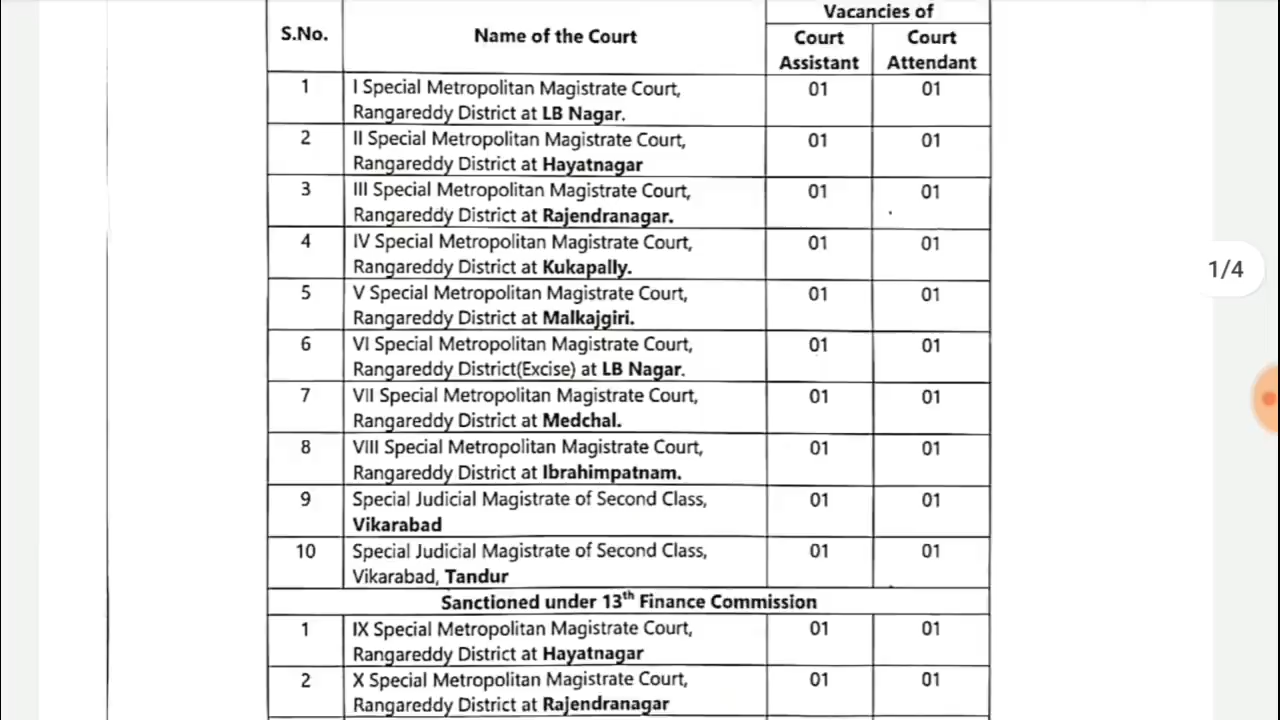 S.No.
Name of the Court
Vacancies of
Court Assistant
Court Attendant
1
I Special Metropolitan Magistrate Court,
Rangareddy District at LB Nagar.
01
01
2
II Special Metropolitan Magistrate Court,
Rangareddy District at Hayatnagar
01
01
3
III Special Metropolitan Magistrate Court,
Rangareddy District at Rajendranagar.
01
01
4
IV Special Metropolitan Magistrate Court,
Rangareddy District at Kukapally.
01
01
5
V Special Metropolitan Magistrate Court,
Rangareddy District at Malkajgiri.
01
01
6
VI Special Metropolitan Magistrate Court,
Rangareddy District(Excise) at LB Nagar.
01
01
7
VII Special Metropolitan Magistrate Court,
Rangareddy District at Medchal.
01
01
8
VIII Special Metropolitan Magistrate Court,
Rangareddy District at Ibrahimpatnam.
01
01
9
Special Judicial Magistrate of Second Class,
Vikarabad
01
01
10
Special Judicial Magistrate of Second Class,
Vikarabad, Tandur
01
01
Sanctioned under 13th Finance Commission
1
IX Special Metropolitan Magistrate Court,
Rangareddy District at Hayatnagar
01
01
2
X Special Metropolitan Magistrate Court,
Rangareddy District at Rajendranagar
01
01
1/4